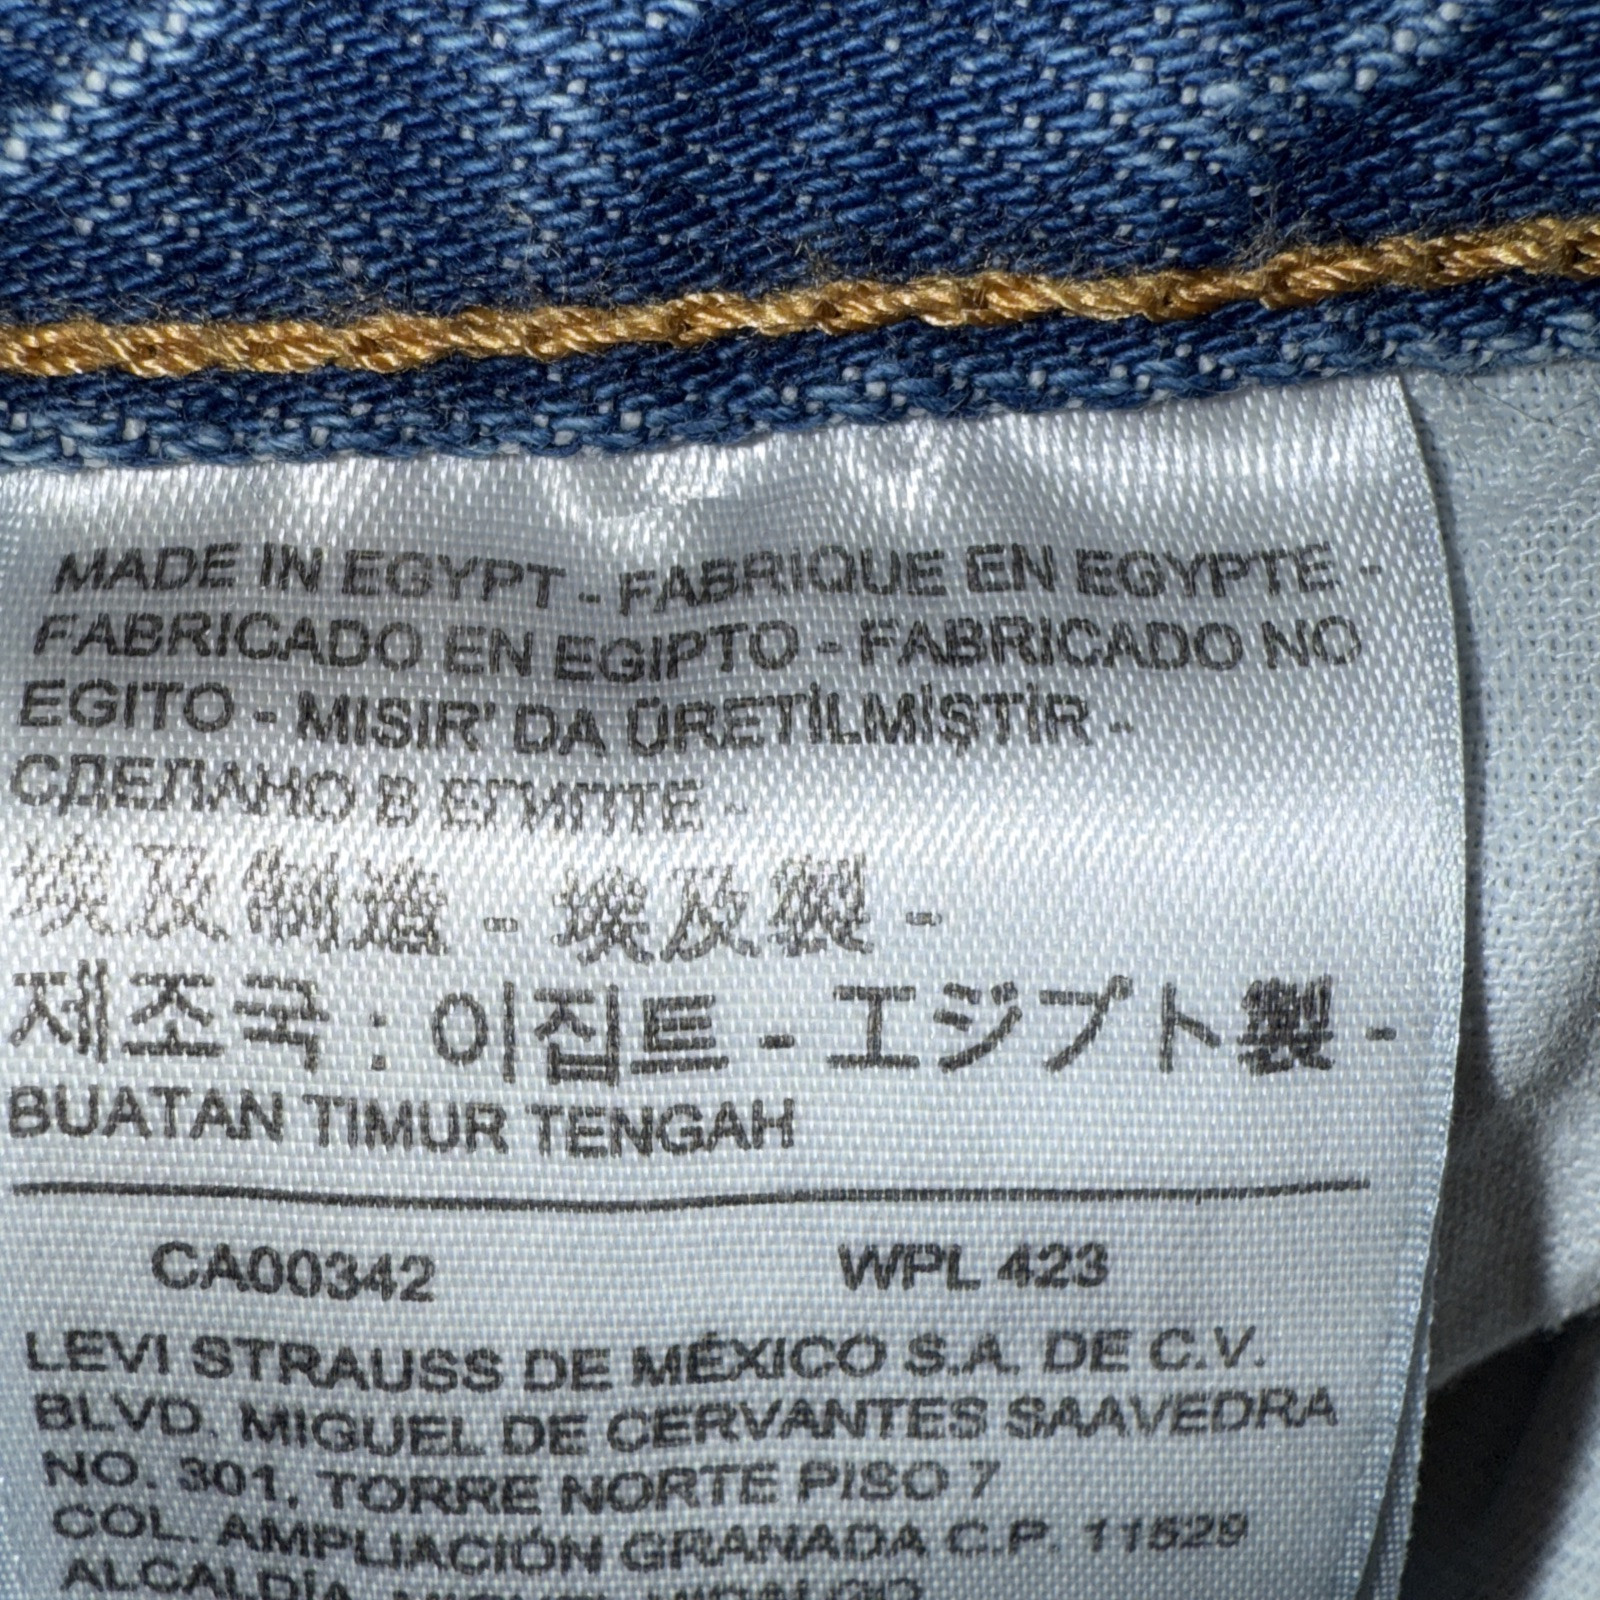 MADE IN EGYPT - FABRIQUE EN EGYPTE -
FABRICADO EN EGIPTO - FABRICADO NO
EGITO - MISIR' DA ÜRETİLMİŞTİR -
СДЕЛАНО В ЕГИПТЕ -
埃及制造 - 埃及製 -
제조국 : 이집트 - エジプト製 -
BUATAN TIMUR TENGAH
CA00342 WPL 423
LEVI STRAUSS DE MÉXICO S.A. DE C.V.
BLVD. MIGUEL DE CERVANTES SAAVEDRA
NO. 301, TORRE NORTE PISO 7
COL. AMPLIACIÓN GRANADA C.P. 11529
ALCALDÍA MIGUEL HIDALGO